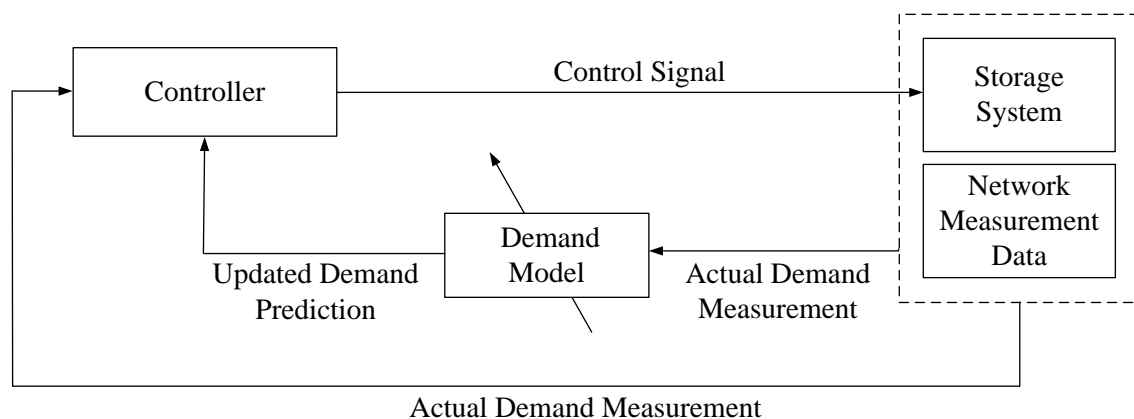 Controller
Control Signal
Storage
System
Network
Measurement
Data
Demand
Model
Updated Demand
Prediction
Actual Demand
Measurement
Actual Demand Measurement